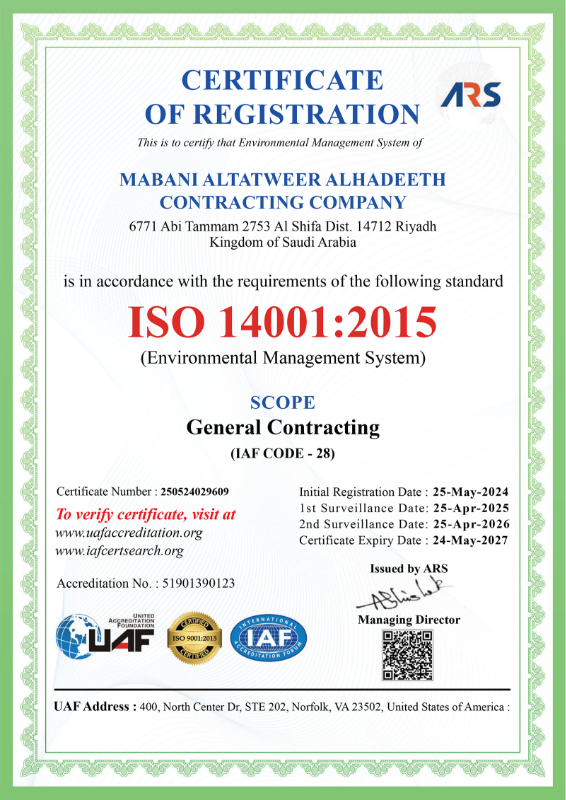 CERTIFICATE
OF REGISTRATION
ARS
This is to certify that Environmental Management System of
MABANI ALTATWEER ALHADEETH
CONTRACTING COMPANY
6771 Abi Tammam 2753 Al Shifa Dist. 14712 Riyadh
Kingdom of Saudi Arabia
is in accordance with the requirements of the following standard
ISO 14001:2015
(Environmental Management System)
SCOPE
General Contracting
(IAF CODE - 28)
Certificate Number : 250524029609
To verify certificate, visit at
www.uafaccreditation.org
www.iafcertsearch.org
Accreditation No. : 51901390123
Initial Registration Date : 25-May-2024
1st Surveillance Date: 25-Apr-2025
2nd Surveillance Date: 25-Apr-2026
Certificate Expiry Date : 24-May-2027
Issued by ARS
Managing Director
UNITED
ACCREDITATION
FOUNDATION
UAF
CERTIFIED
ISO 9001:2015
CERTIFIED
INTERNATIONAL
IAF
ACCREDITATION FORUM
UAF Address : 400, North Center Dr, STE 202, Norfolk, VA 23502, United States of America :